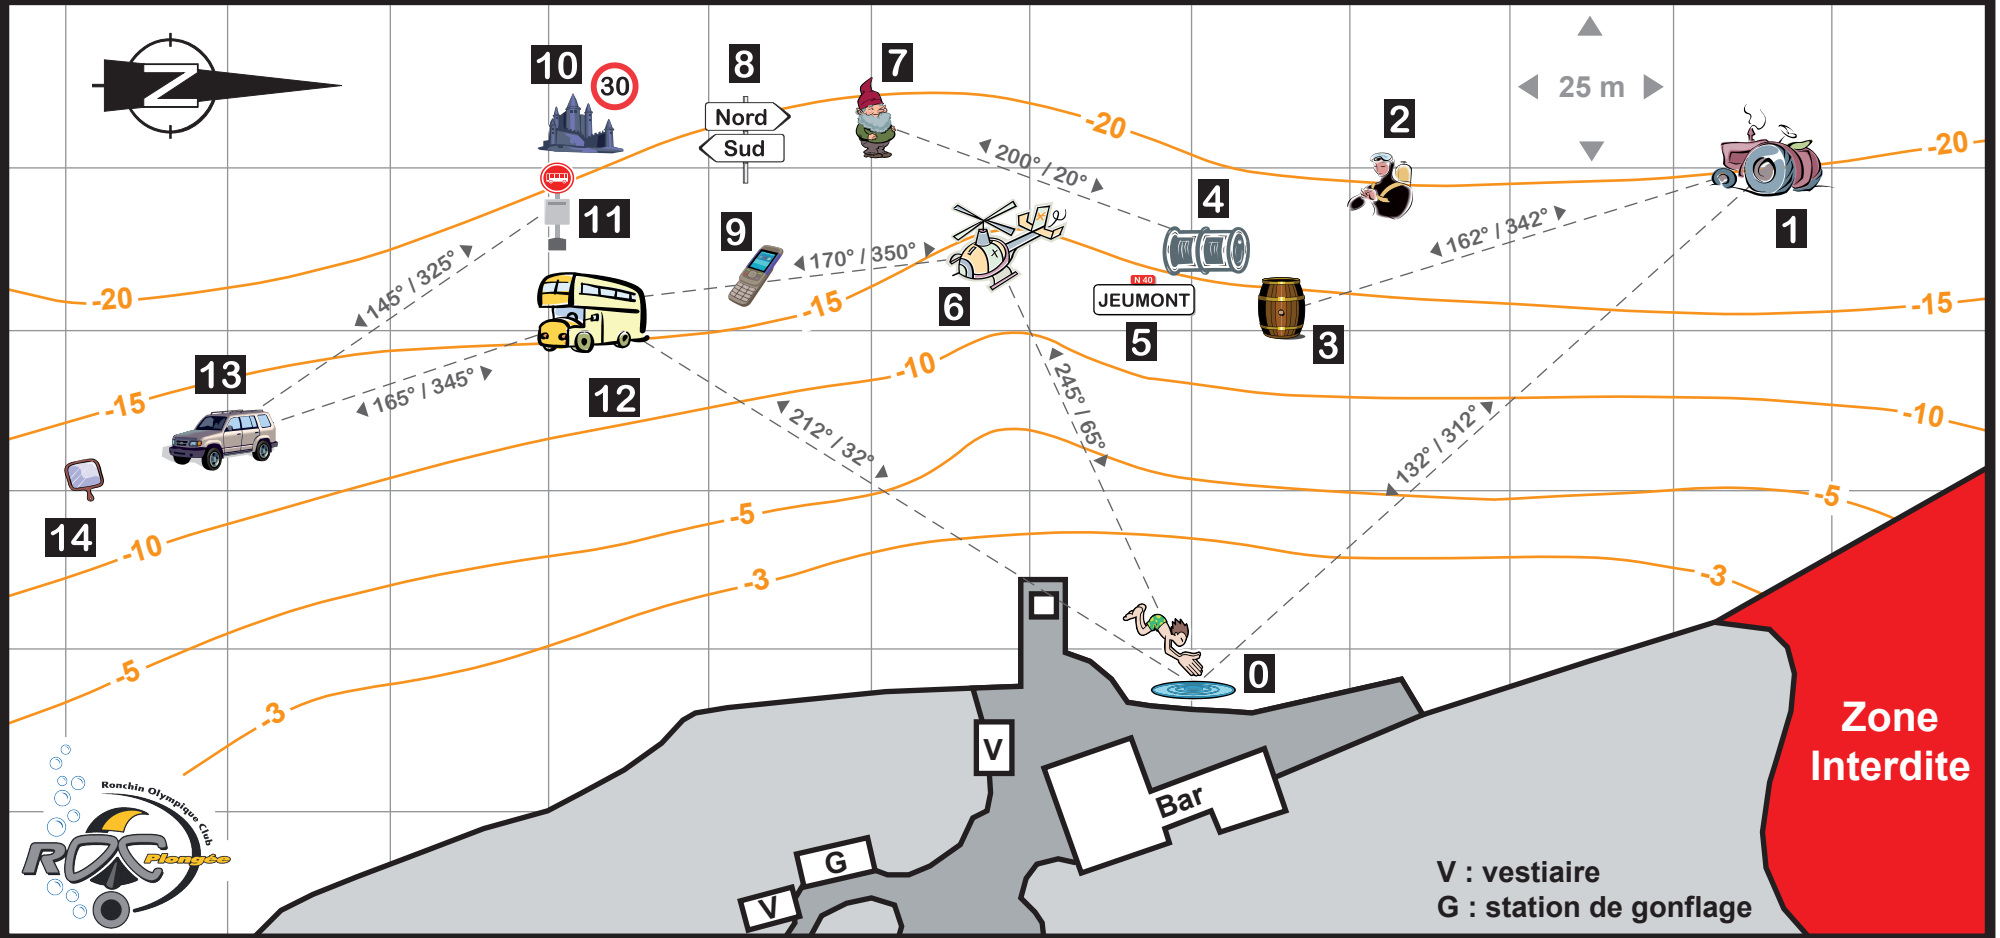 N
10
30
8
7
Nord
Sud
-20
2
25 m
-20
200° / 20°
1
11
9
4
162° / 342°
145° / 325°
170° / 350°
-20
-15
6
N 40
JEUMONT
5
3
-15
13
165° / 345°
12
-10
245° / 65°
-15
-10
212° / 32°
132° / 312°
14
-10
-5
-5
-3
-3
-5
0
-3
V
Zone
Interdite
Bar
G
V
Ronchin Olympique Club
ROC
Plongée
V : vestiaire
G : station de gonflage